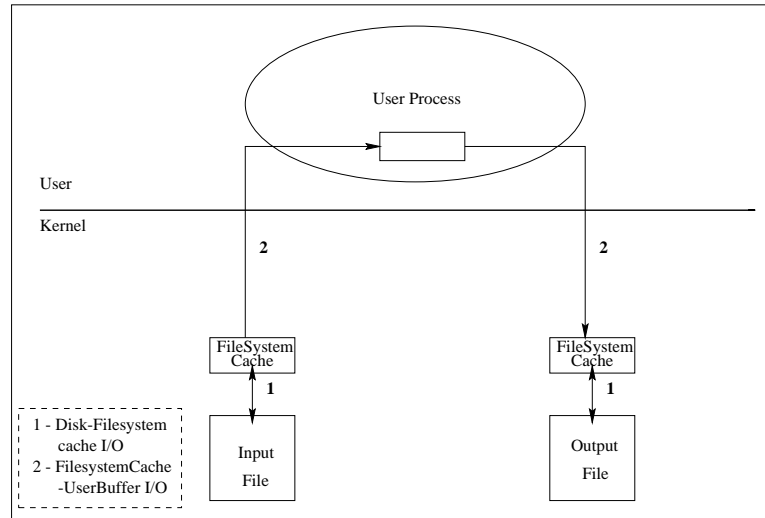 User Process
User
Kernel
2
2
FileSystem
Cache
FileSystem
Cache
1
1
1 - Disk-Filesystem
cache I/O
2 - FilesystemCache
-UserBuffer I/O
Input
File
Output
File